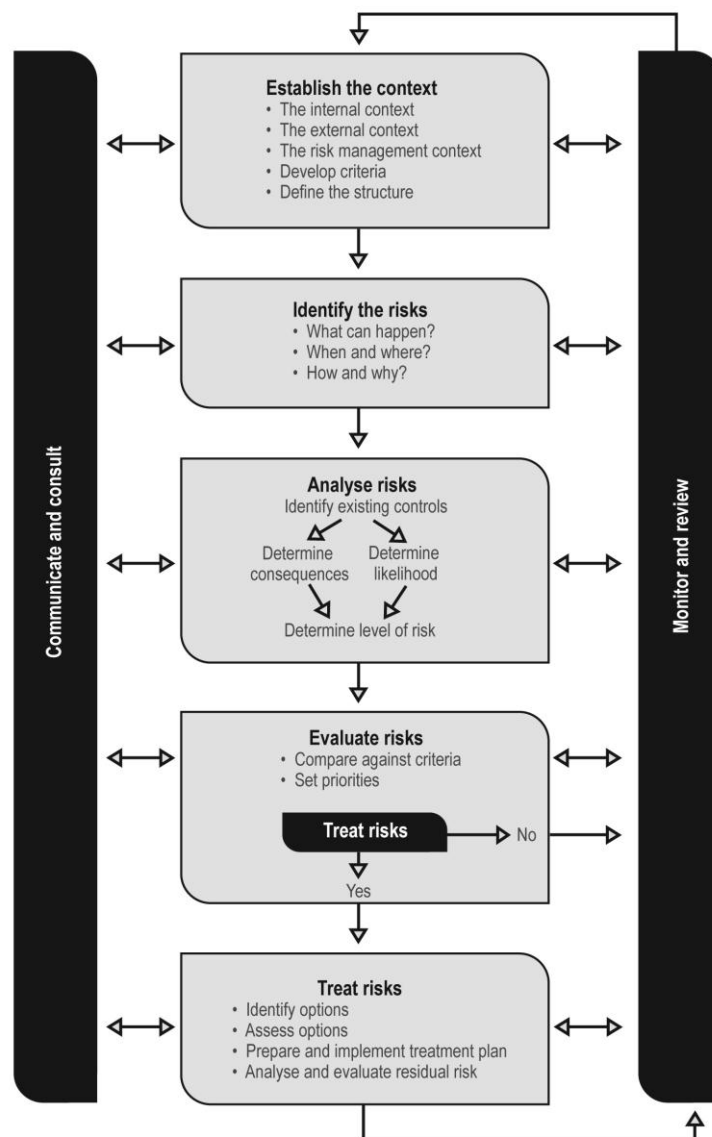 Communicate and consult
Establish the context
• The internal context
• The external context
• The risk management context
• Develop criteria
• Define the structure
Identify the risks
• What can happen?
• When and where?
• How and why?
Analyse risks
Identify existing controls
Determine
consequences
Determine
likelihood
Determine level of risk
Evaluate risks
• Compare against criteria
• Set priorities
Treat risks
No
Yes
Treat risks
• Identify options
• Assess options
• Prepare and implement treatment plan
• Analyse and evaluate residual risk
Monitor and review